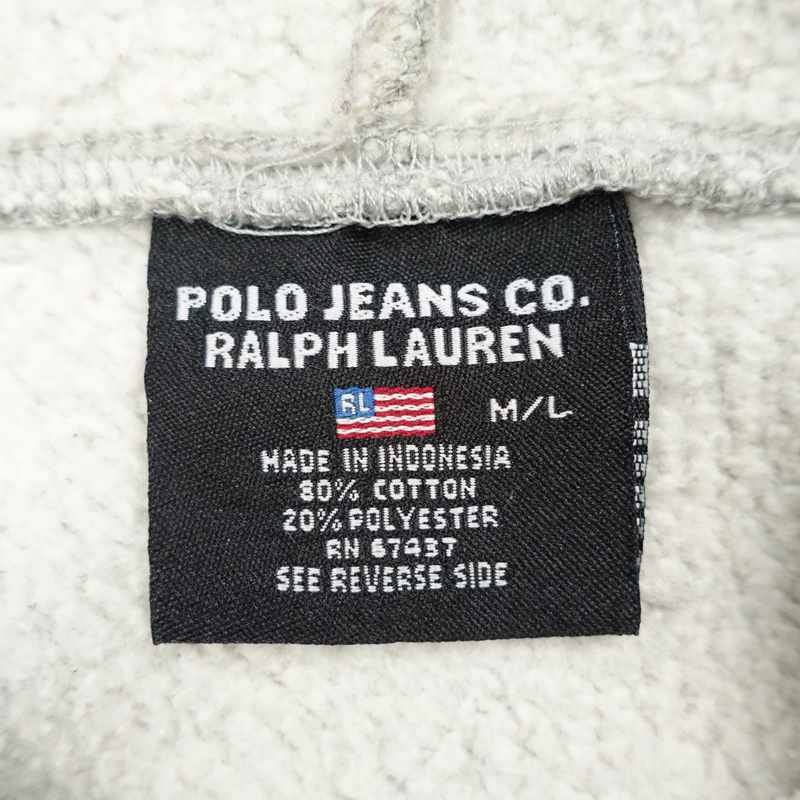 POLO JEANS CO.
RALPH LAUREN
RL
M/L
MADE IN INDONESIA
80% COTTON
20% POLYESTER
RN 67437
SEE REVERSE SIDE